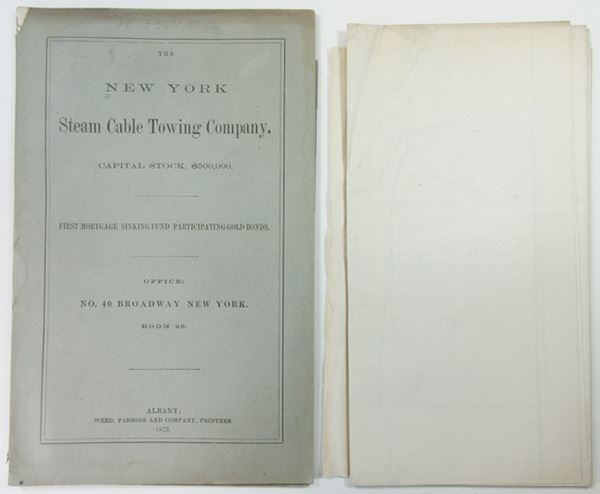 THE
NEW YORK
Steam Cable Towing Company.
CAPITAL STOCK, $500,000.
FIRST MORTGAGE SINKING FUND PARTICIPATING GOLD BONDS.
OFFICE:
NO. 40 BROADWAY NEW YORK.
ROOM 26.
ALBANY:
WEED, PARSONS AND COMPANY, PRINTERS.
1873.